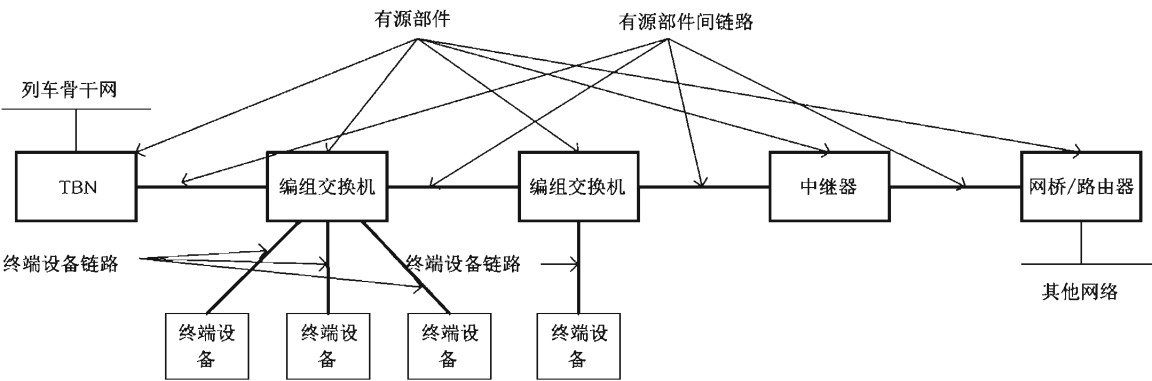 有源部件
有源部件间链路
列车骨干网
TBN
编组交换机
编组交换机
中继器
网桥/路由器
终端设备链路
终端设备链路
其他网络
终端设
备
终端设
备
终端设
备
终端设
备